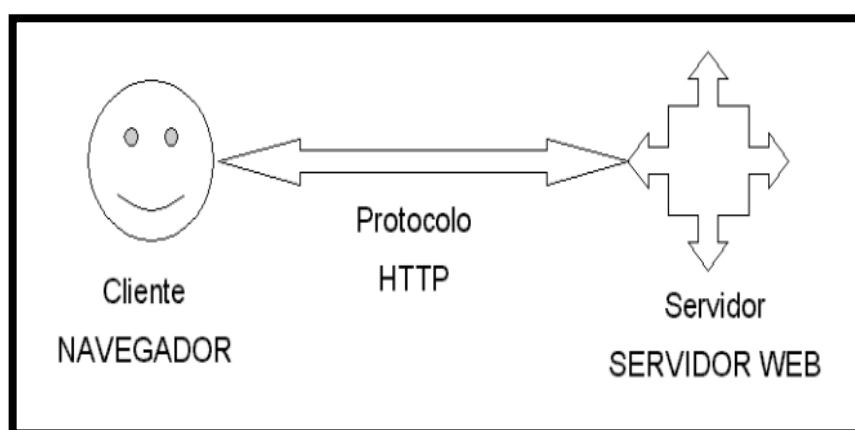 Cliente
NAVEGADOR
Protocolo
HTTP
Servidor
SERVIDOR WEB